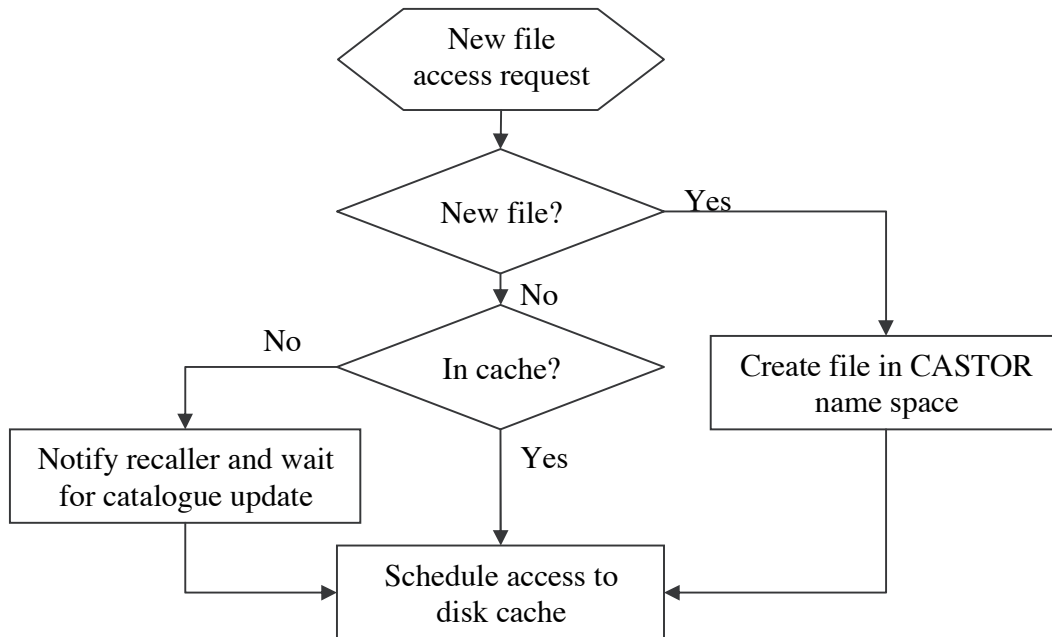 New file
access request
New file?
Yes
No
No
In cache?
Create file in CASTOR
name space
Notify recaller and wait
for catalogue update
Yes
Schedule access to
disk cache